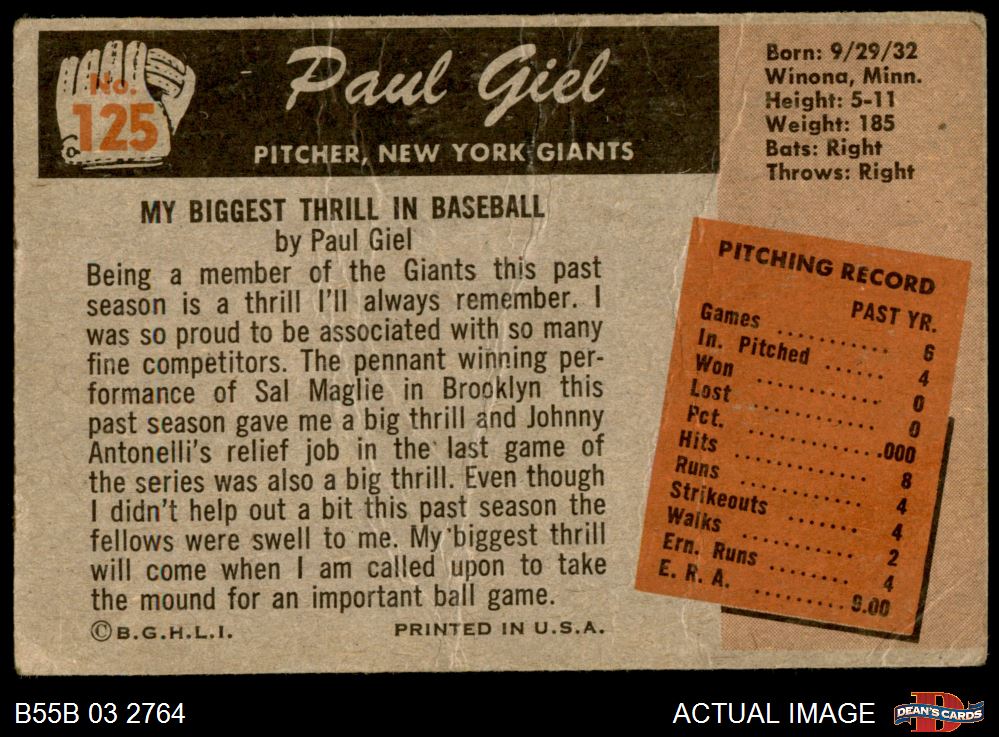 No.
125
Paul Giel
PITCHER, NEW YORK GIANTS
Born: 9/29/32
Winona, Minn.
Height: 5-11
Weight: 185
Bats: Right
Throws: Right
MY BIGGEST THRILL IN BASEBALL
by Paul Giel
Being a member of the Giants this past
season is a thrill I'll always remember. I
was so proud to be associated with so many
fine competitors. The pennant winning per-
formance of Sal Maglie in Brooklyn this
past season gave me a big thrill and Johnny
Antonelli's relief job in the last game of
the series was also a big thrill. Even though
I didn't help out a bit this past season the
fellows were swell to me. My biggest thrill
will come when I am called upon to take
the mound for an important ball game.
©B.G.H.L.I. PRINTED IN U.S.A.
PITCHING RECORD
PAST YR.
Games .......... 6
In. Pitched ...... 4
Won .......... 0
Lost .......... 0
Pct. .......... .000
Hits .......... 8
Runs .......... 4
Strikeouts ....... 4
Walks .......... 2
Ern. Runs ........ 4
E. R. A. .......... 9.00
B55B 03 2764
ACTUAL IMAGE
DEAN'S CARDS